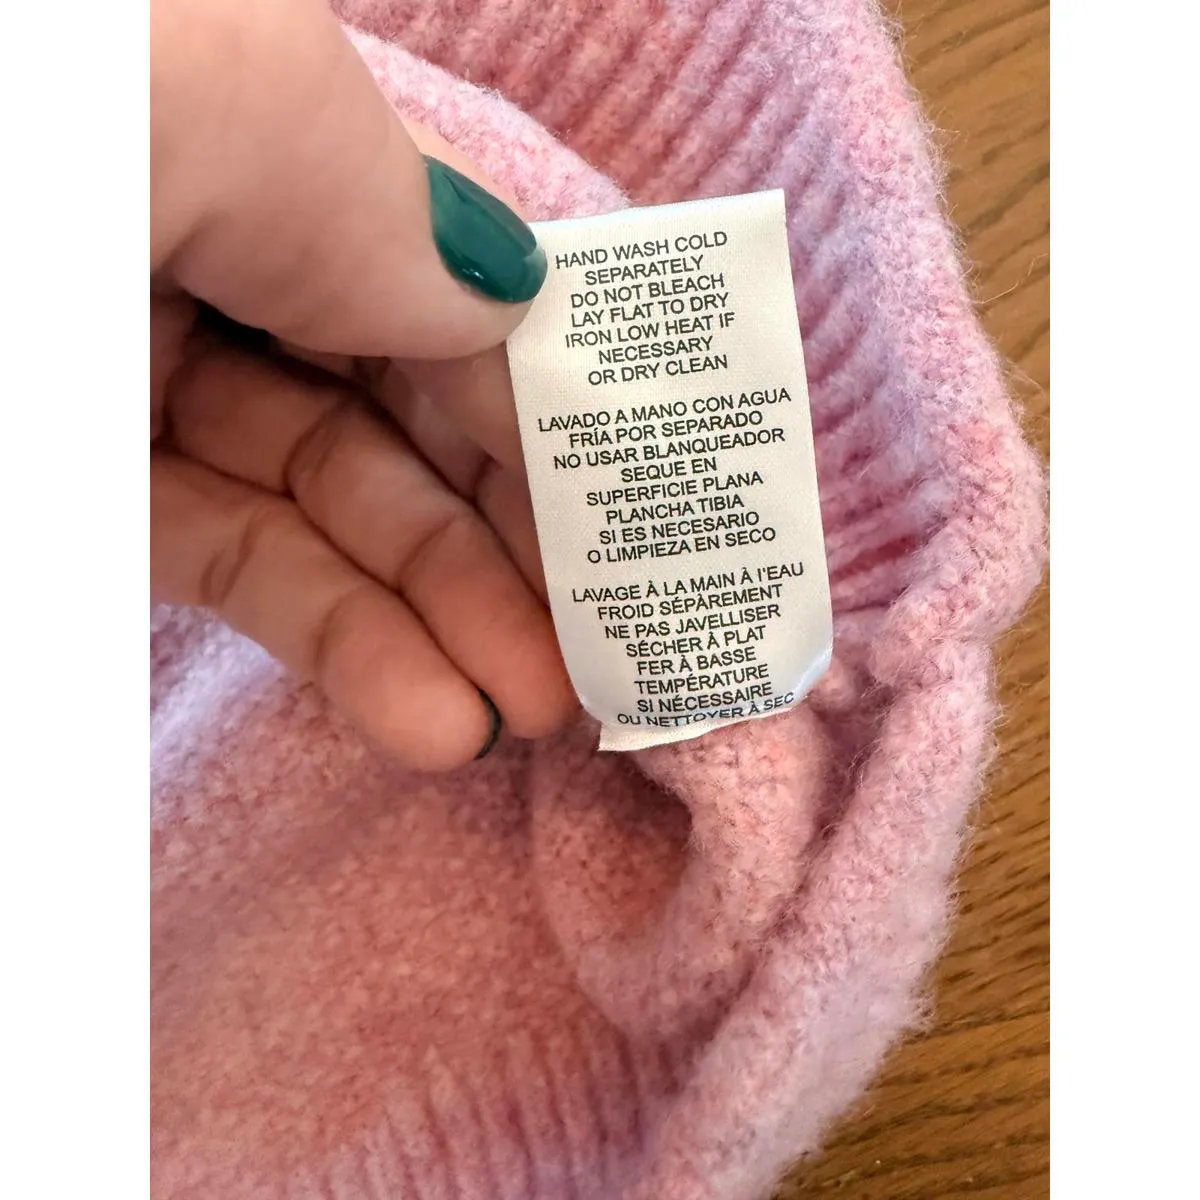 HAND WASH COLD
SEPARATELY
DO NOT BLEACH
LAY FLAT TO DRY
IRON LOW HEAT IF
NECESSARY
OR DRY CLEAN
LAVADO A MANO CON AGUA
FRÍA POR SEPARADO
NO USAR BLANQUEADOR
SEQUE EN
SUPERFICIE PLANA
PLANCHA TIBIA
SI ES NECESARIO
O LIMPIEZA EN SECO
LAVAGE À LA MAIN À l'EAU
FROID SÉPÀREMENT
NE PAS JAVELLISER
SÉCHER À PLAT
FER À BASSE
TEMPÉRATURE
SI NÉCESSAIRE
OU NETTOYER À SEC